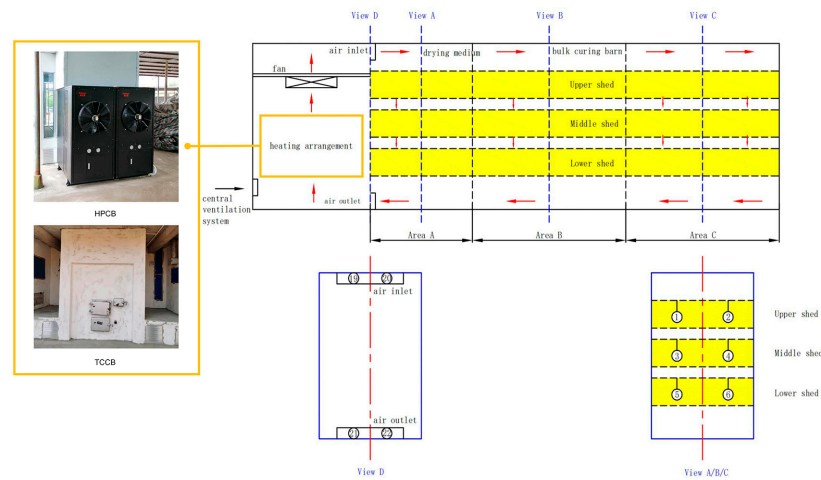 View D
View A
View B
View C
air inlet
drying medium
bulk curing barn
fan
Upper shed
Middle shed
Lower shed
heating arrangement
central
ventilation
system
air outlet
Area A
Area B
Area C
HPCB
TCCB
19
20
air inlet
air outlet
21
22
View D
1
2
Upper shed
3
4
Middle shed
5
6
Lower shed
View A/B/C